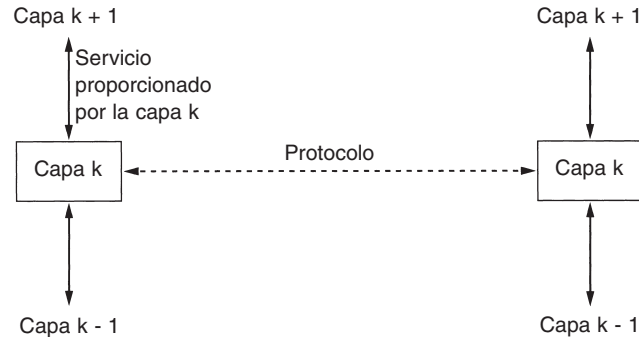 Capa k + 1
Capa k + 1
Servicio
proporcionado
por la capa k
Protocolo
Capa k
Capa k
Capa k - 1
Capa k - 1